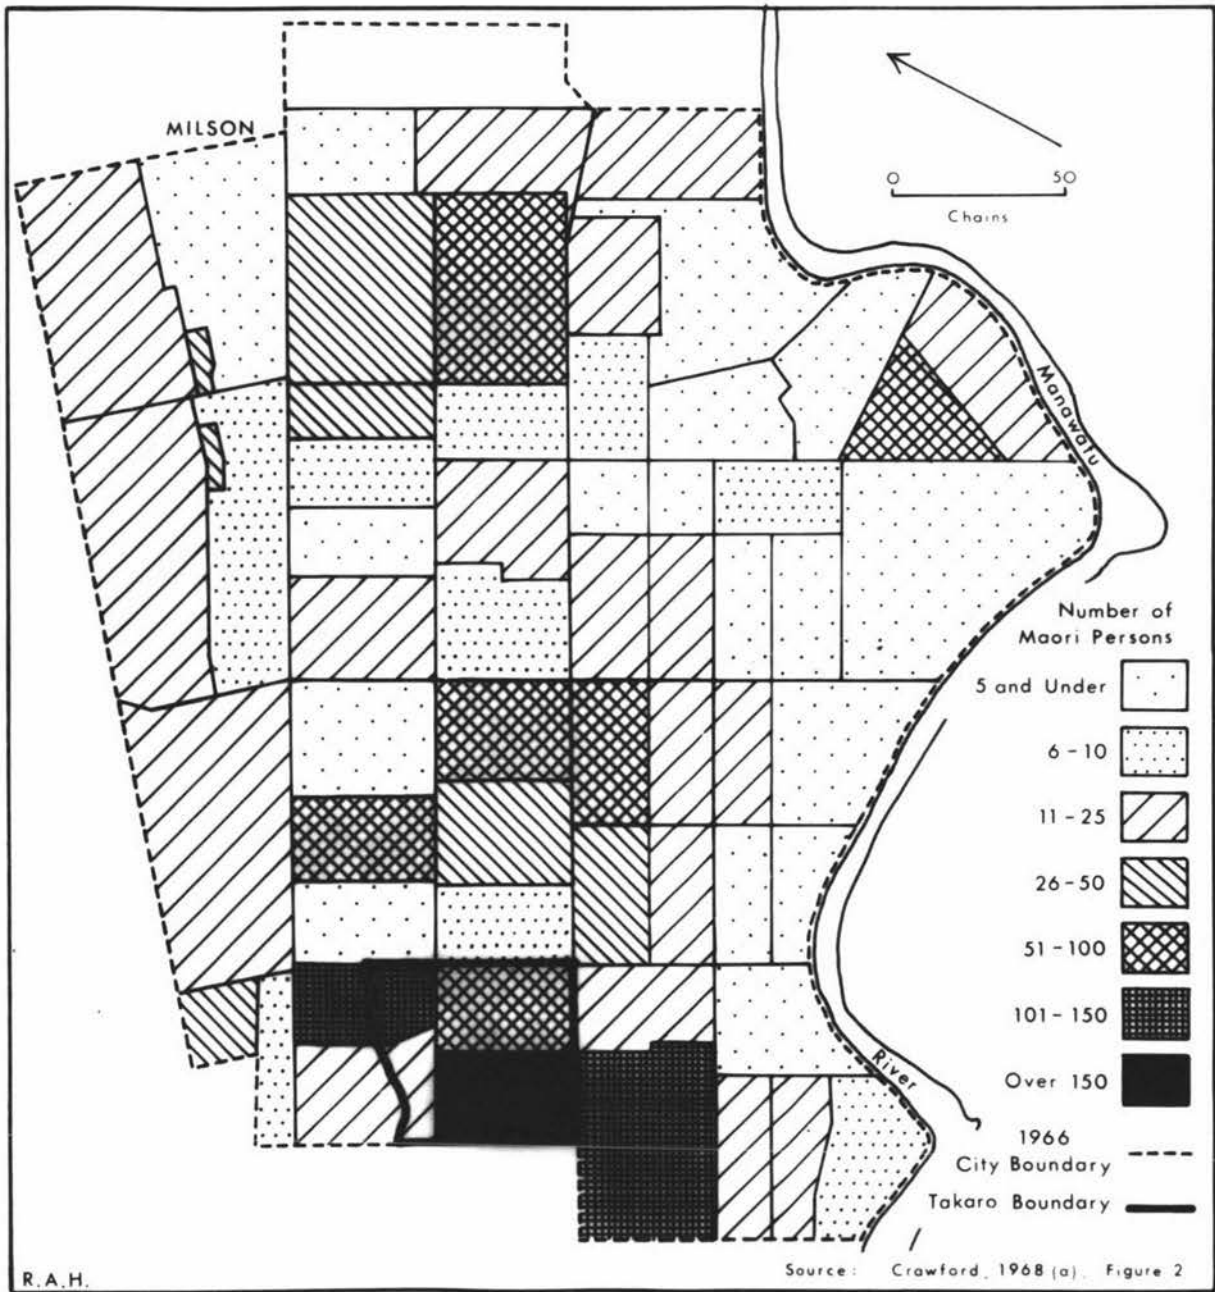 MILSON
0 50
Chains
Manawatu
Number of
Maori Persons
5 and Under
6 - 10
11 - 25
26 - 50
51 - 100
101 - 150
Over 150
River
1966
City Boundary
Takaro Boundary
R.A.H.
Source: Crawford, 1968 (a). Figure 2